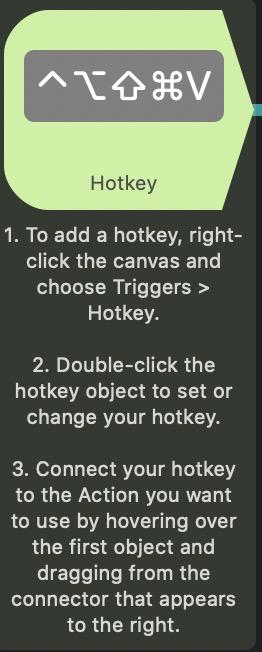 ⌃⌥⇧⌘V
Hotkey
1. To add a hotkey, right-
click the canvas and
choose Triggers >
Hotkey.
2. Double-click the
hotkey object to set or
change your hotkey.
3. Connect your hotkey
to the Action you want
to use by hovering over
the first object and
dragging from the
connector that appears
to the right.